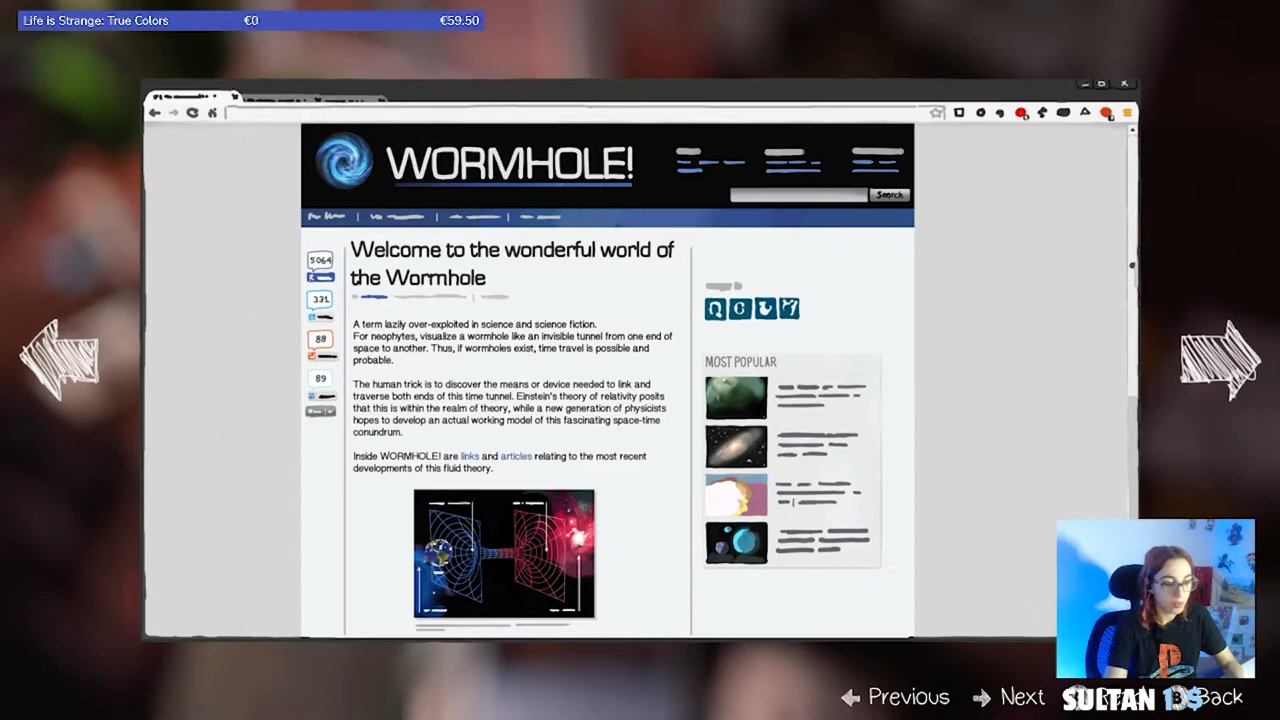 Life is Strange: True Colors €0 €59.50
WORMHOLE!
Search
Welcome to the wonderful world of
the Wormhole
5064
331
88
89
A term lazily over-exploited in science and science fiction.
For neophytes, visualize a wormhole like an invisible tunnel from one end of
space to another. Thus, if wormholes exist, time travel is possible and
probable.
The human trick is to discover the means or device needed to link and
traverse both ends of this time tunnel. Einstein's theory of relativity posits
that this is within the realm of theory, while a new generation of physicists
hopes to develop an actual working model of this fascinating space-time
conundrum.
Inside WORMHOLE! are links and articles relating to the most recent
developments of this fluid theory.
MOST POPULAR
Previous Next Back
SULTAN